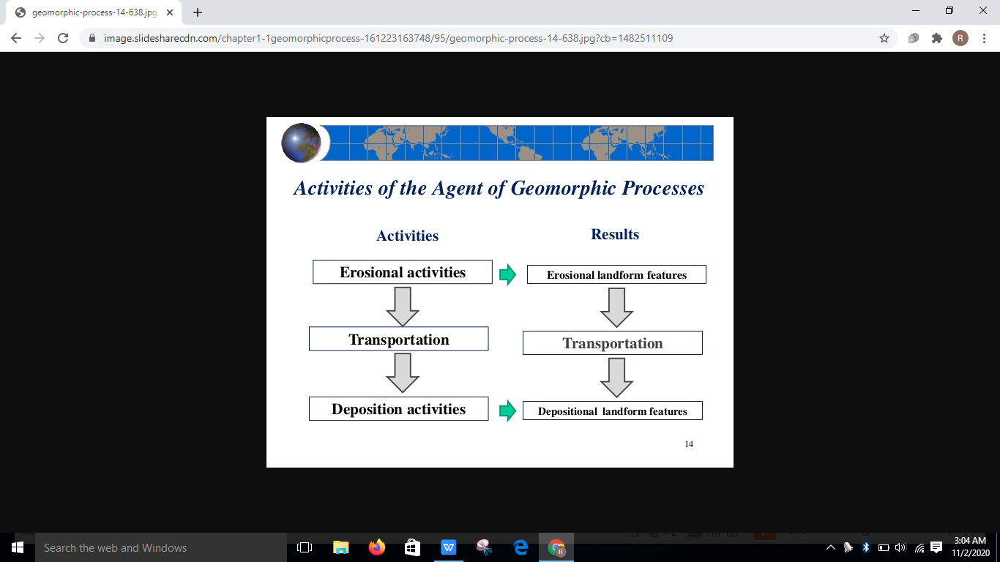 geomorphic-process-14-638.jpg
image.slidesharecdn.com/chapter1-1geomorphicprocess-161223163748/95/geomorphic-process-14-638.jpg?cb=1482511109
R
Activities of the Agent of Geomorphic Processes
Activities
Results
Erosional activities
Erosional landform features
Transportation
Transportation
Deposition activities
Depositional landform features
14
Search the web and Windows
W
R
3:04 AM
11/2/2020